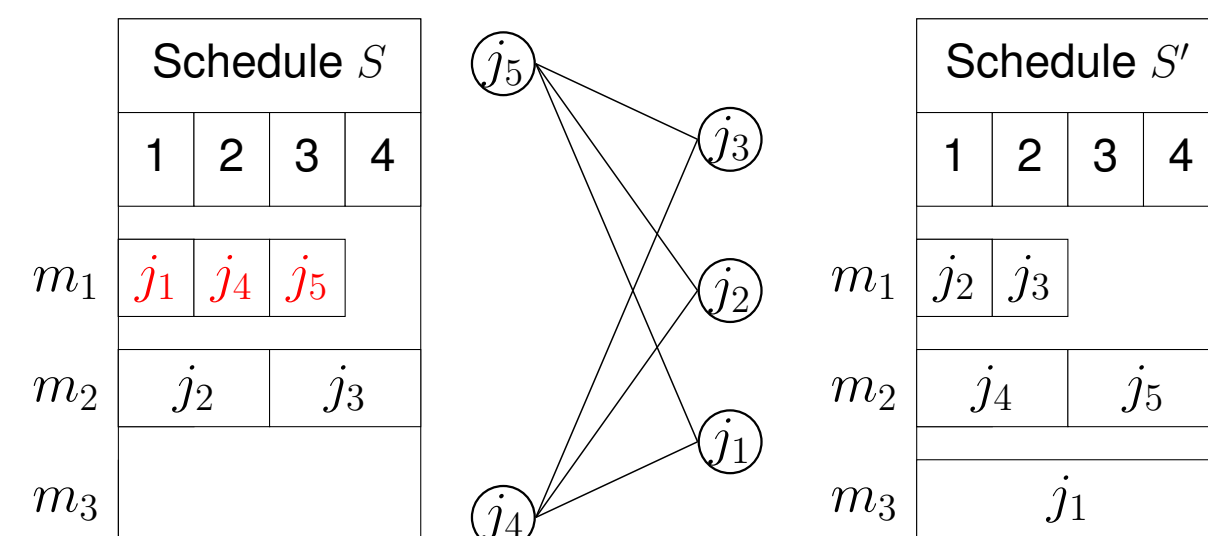 Schedule S
1 2 3 4
m₁ j₁ j₄ j₅
m₂ j₂ j₃
m₃
j₅
j₃
j₂
j₁
j₄
Schedule S′
1 2 3 4
m₁ j₂ j₃
m₂ j₄ j₅
m₃ j₁